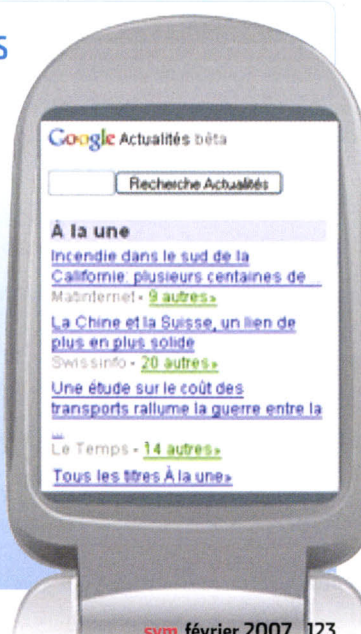 s
Google Actualités bêta
Recherche Actualités
À la une
Incendie dans le sud de la
Californie: plusieurs centaines de ...
Matinternet - 9 autres»
La Chine et la Suisse, un lien de
plus en plus solide
Swissinfo - 20 autres»
Une étude sur le coût des
transports rallume la guerre entre la
...
Le Temps - 14 autres»
Tous les titres À la une»
svm février 2007 123